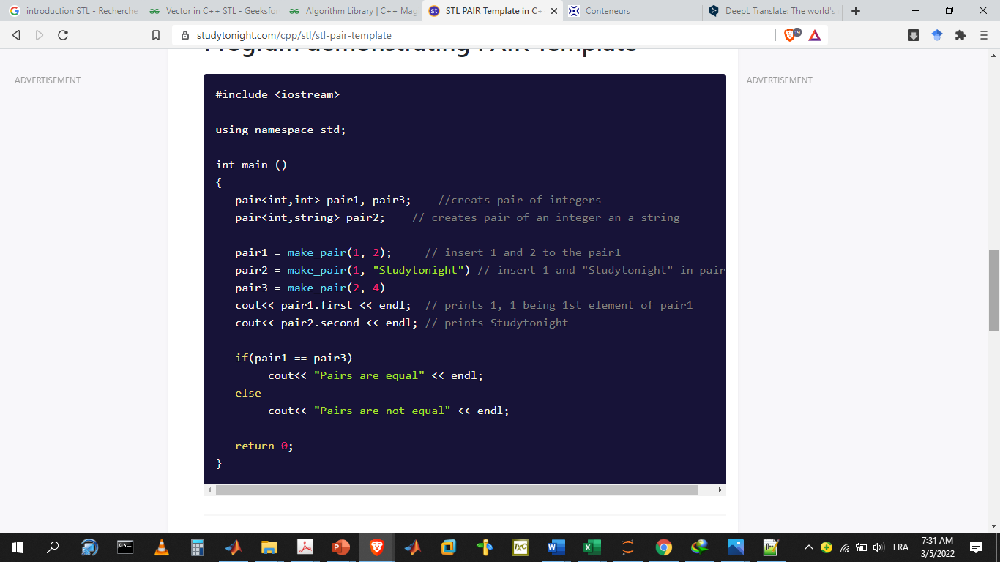 introduction STL - Recherche
Vector in C++ STL - Geeksfor
Algorithm Library | C++ Mag
STL PAIR Template in C+
Conteneurs
DeepL Translate: The world's
studytonight.com/cpp/stl/stl-pair-template
19
Program demonstrating PAIR Template
ADVERTISEMENT
ADVERTISEMENT
#include <iostream>
using namespace std;
int main ()
{
pair<int,int> pair1, pair3;    //creats pair of integers
pair<int,string> pair2;    // creates pair of an integer an a string
pair1 = make_pair(1, 2);     // insert 1 and 2 to the pair1
pair2 = make_pair(1, "Studytonight") // insert 1 and "Studytonight" in pair
pair3 = make_pair(2, 4)
cout<< pair1.first << endl;  // prints 1, 1 being 1st element of pair1
cout<< pair2.second << endl; // prints Studytonight
if(pair1 == pair3)
cout<< "Pairs are equal" << endl;
else
cout<< "Pairs are not equal" << endl;
return 0;
}
FRA
7:31 AM
3/5/2022